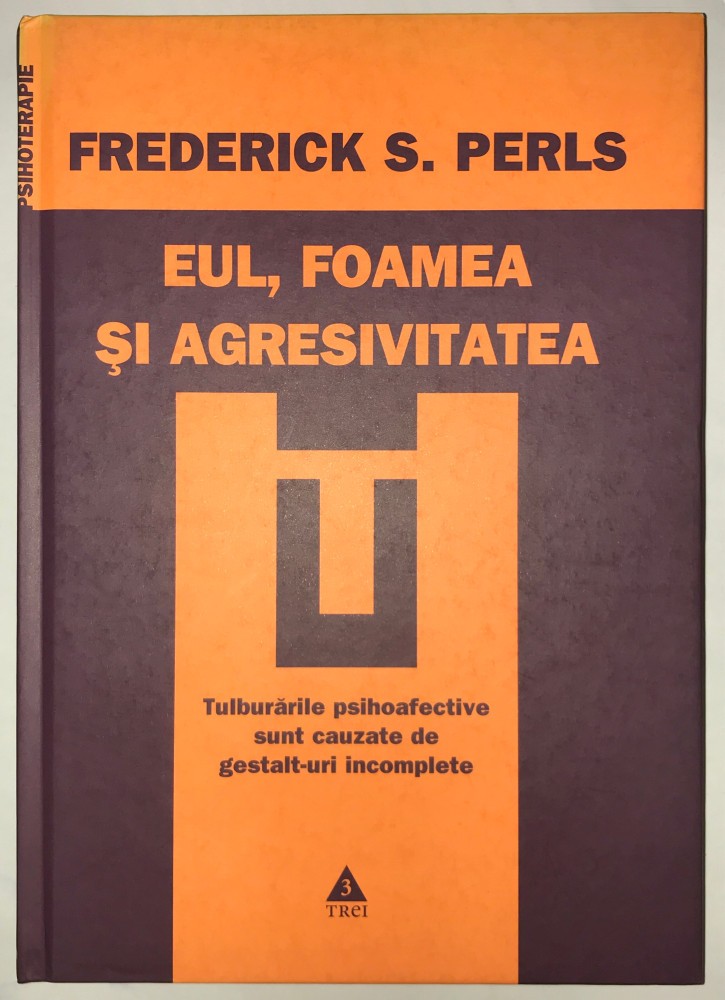 PSIHOTERAPIE
FREDERICK S. PERLS
EUL, FOAMEA
ŞI AGRESIVITATEA
Tulburările psihoafective
sunt cauzate de
gestalt-uri incomplete
3
TREI